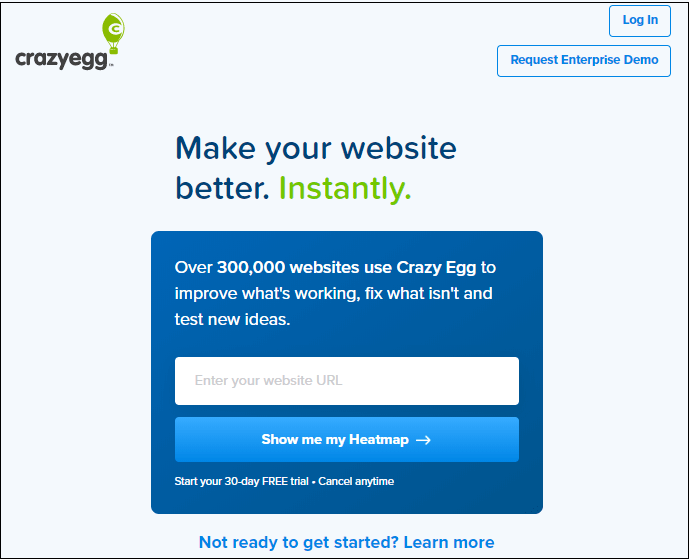 Log In
crazyegg™
Request Enterprise Demo
Make your website
better. Instantly.
Over 300,000 websites use Crazy Egg to
improve what's working, fix what isn't and
test new ideas.
Enter your website URL
Show me my Heatmap →
Start your 30-day FREE trial • Cancel anytime
Not ready to get started? Learn more